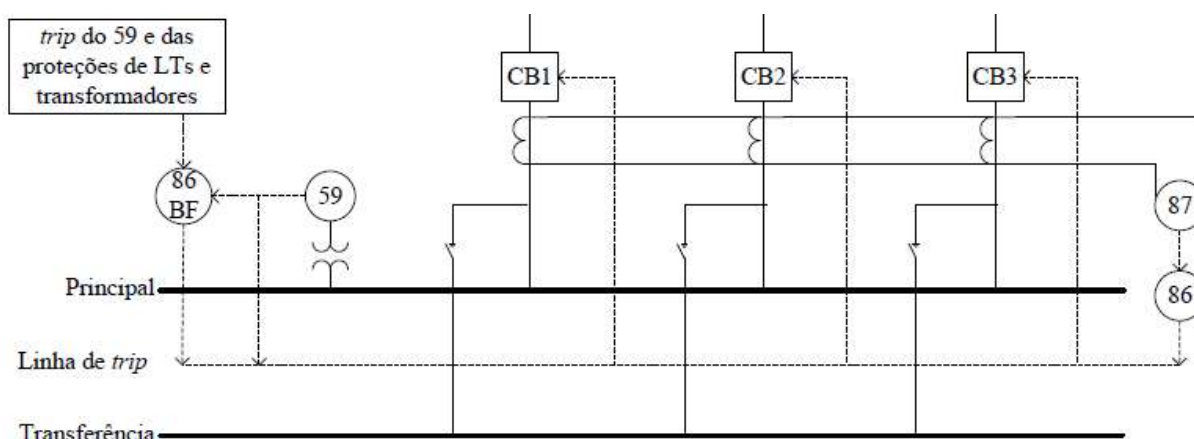 trip do 59 e das
proteções de LTs e
transformadores
CB1
CB2
CB3
86
BF
59
87
Principal
86
Linha de trip
Transferência